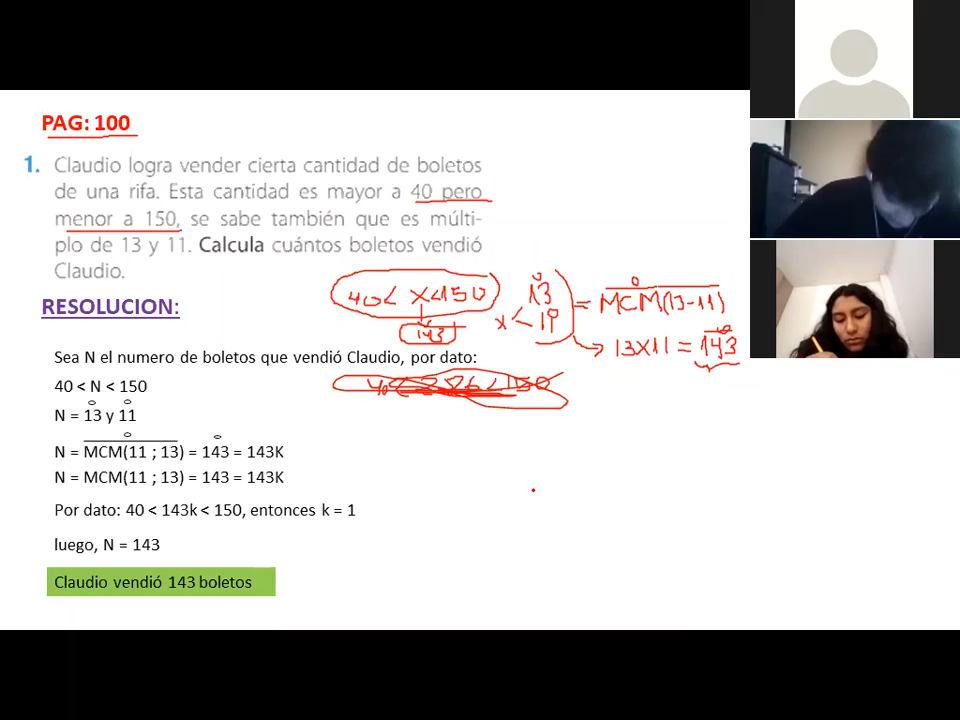 PAG: 100
1. Claudio logra vender cierta cantidad de boletos
de una rifa. Esta cantidad es mayor a 40 pero
menor a 150, se sabe también que es múlti-
plo de 13 y 11. Calcula cuántos boletos vendió
Claudio.
RESOLUCION:
40 < x < 150
143
x < 13
11
= MCM(13-11)
13x11 = 143
Sea N el numero de boletos que vendió Claudio, por dato:
40 < N < 150
N = 13 y 11
N = MCM(11 ; 13) = 143 = 143K
N = MCM(11 ; 13) = 143 = 143K
Por dato: 40 < 143k < 150, entonces k = 1
luego, N = 143
Claudio vendió 143 boletos